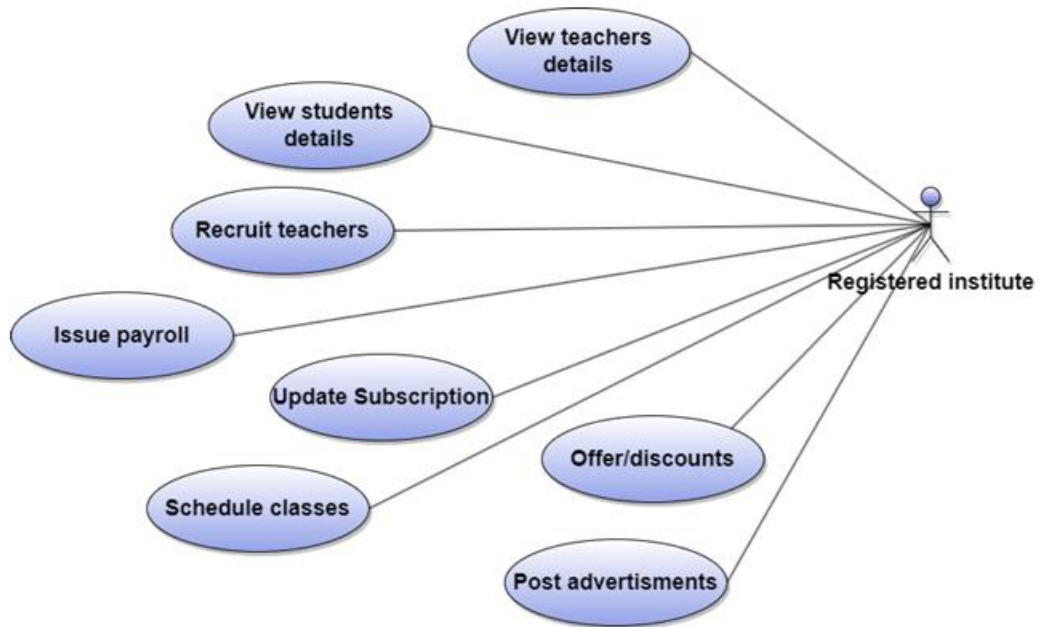 View teachers
details
View students
details
Recruit teachers
Registered institute
Issue payroll
Update Subscription
Offer/discounts
Schedule classes
Post advertisments